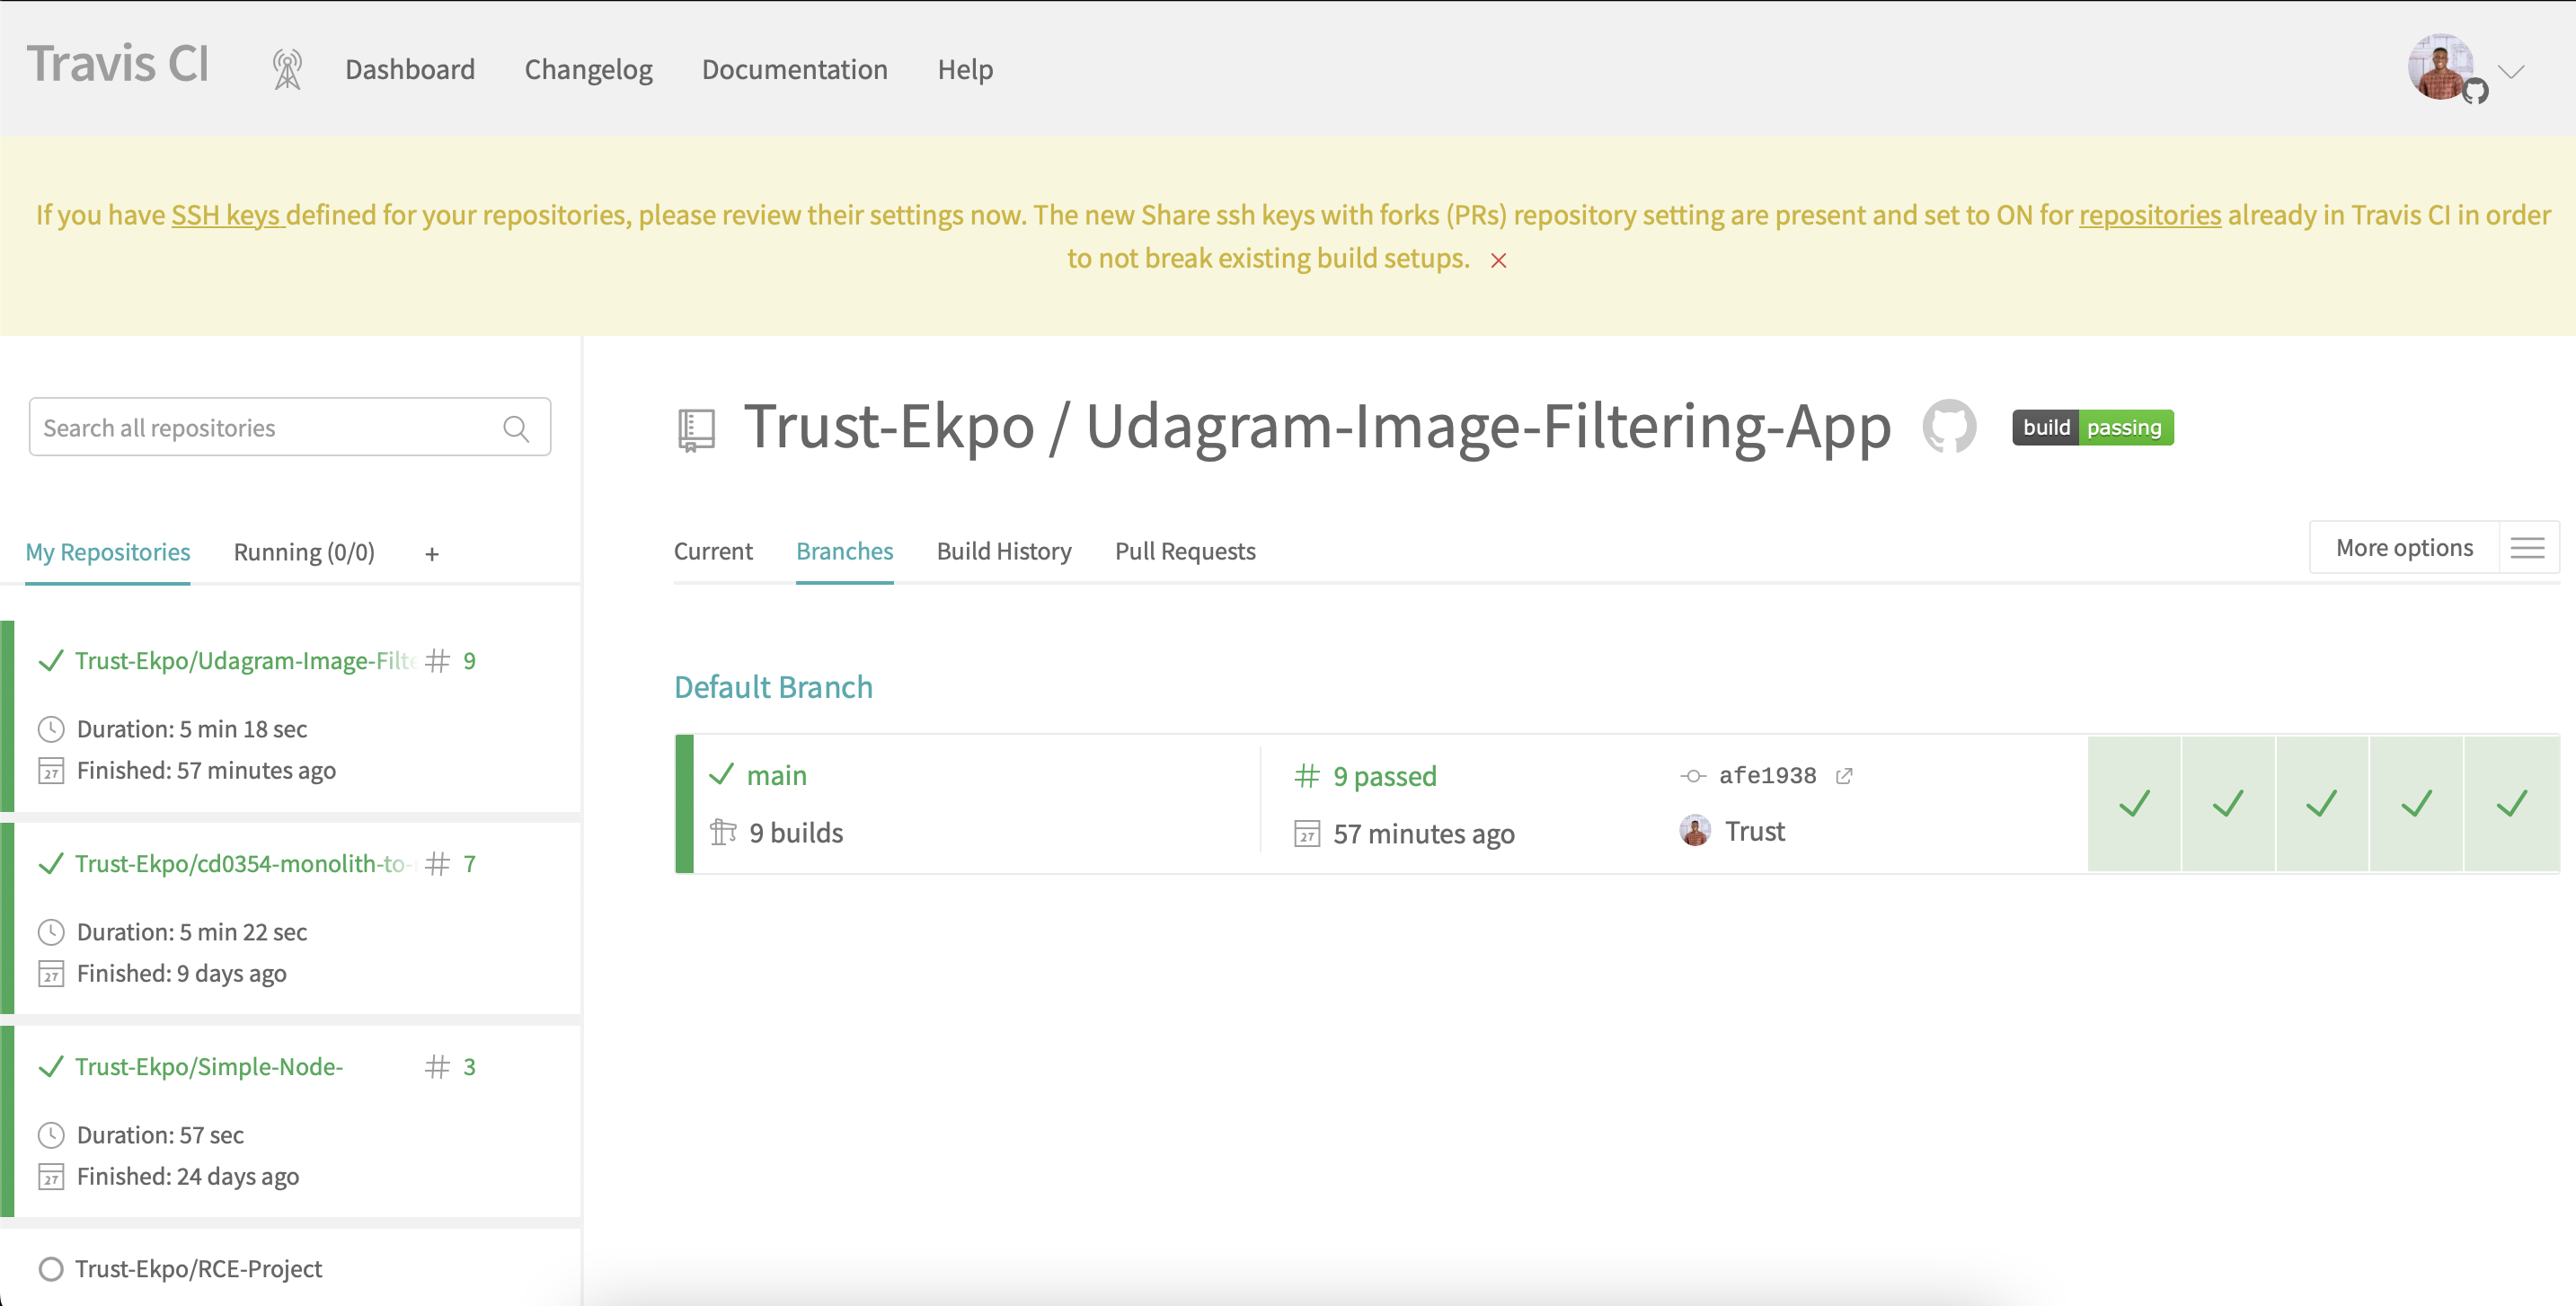 Travis CI
Dashboard
Changelog
Documentation
Help
If you have SSH keys defined for your repositories, please review their settings now. The new Share ssh keys with forks (PRs) repository setting are present and set to ON for repositories already in Travis CI in order
to not break existing build setups.
Search all repositories
My Repositories
Running (0/0)
+
Trust-Ekpo/Udagram-Image-Filte # 9
Duration: 5 min 18 sec
27 Finished: 57 minutes ago
Trust-Ekpo/cd0354-monolith-to- # 7
Duration: 5 min 22 sec
27 Finished: 9 days ago
Trust-Ekpo/Simple-Node- # 3
Duration: 57 sec
27 Finished: 24 days ago
Trust-Ekpo/RCE-Project
Trust-Ekpo / Udagram-Image-Filtering-App
build passing
Current
Branches
Build History
Pull Requests
More options
Default Branch
main
9 builds
# 9 passed
27 57 minutes ago
afe1938
Trust